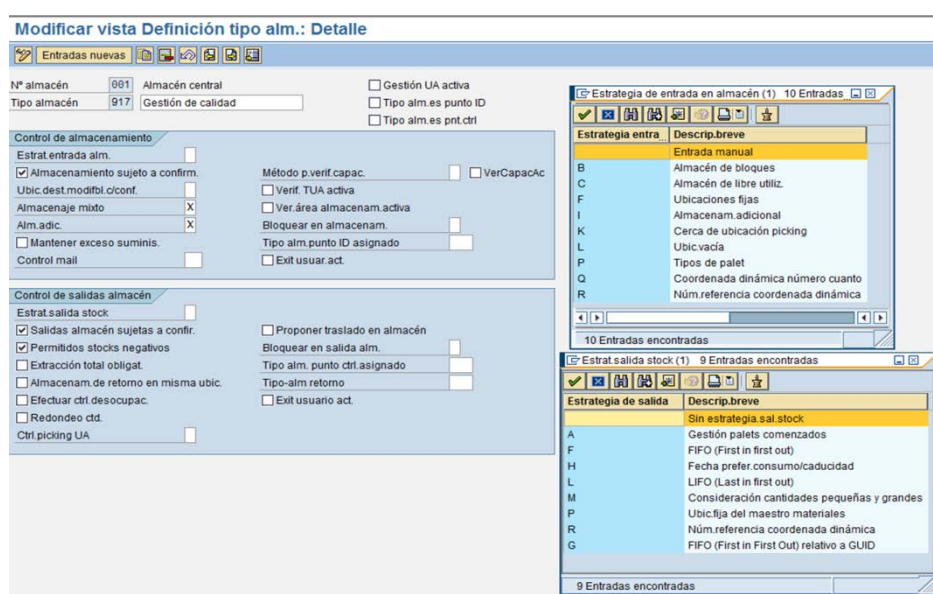 Modificar vista Definición tipo alm.: Detalle
Entradas nuevas
Nº almacén 001 Almacén central
Tipo almacén 917 Gestión de calidad
Gestión UA activa
Tipo alm.es punto ID
Tipo alm.es pnt.ctrl
Control de almacenamiento
Estrat.entrada alm.
Almacenamiento sujeto a confirm. Método p.verif.capac. VerCapacAc
Ubic.dest.modifbl.c/conf. Verif. TUA activa
Almacenaje mixto X Ver.área almacenam.activa
Alm.adic. X Bloquear en almacenam.
Mantener exceso suminis. Tipo alm.punto ID asignado
Control mail Exit usuar.act.
Control de salidas almacén
Estrat.salida stock
Salidas almacén sujetas a confir. Proponer traslado en almacén
Permitidos stocks negativos Bloquear en salida alm.
Extracción total obligat. Tipo alm. punto ctrl.asignado
Almacenam.de retorno en misma ubic. Tipo-alm retorno
Efectuar ctrl.desocupac. Exit usuario act.
Redondeo ctd.
Ctrl.picking UA
Estrategia de entrada en almacén (1) 10 Entradas
Estrategia entra... Descrip.breve
Entrada manual
B Almacén de bloques
C Almacén de libre utiliz.
F Ubicaciones fijas
I Almacenam.adicional
K Cerca de ubicación picking
L Ubic.vacía
P Tipos de palet
Q Coordenada dinámica número cuanto
R Núm.referencia coordenada dinámica
10 Entradas encontradas
Estrat.salida stock (1) 9 Entradas encontradas
Estrategia de salida Descrip.breve
Sin estrategia.sal.stock
A Gestión palets comenzados
F FIFO (First in first out)
H Fecha prefer.consumo/caducidad
L LIFO (Last in first out)
M Consideración cantidades pequeñas y grandes
P Ubic.fija del maestro materiales
R Núm.referencia coordenada dinámica
G FIFO (First in First Out) relativo a GUID
9 Entradas encontradas